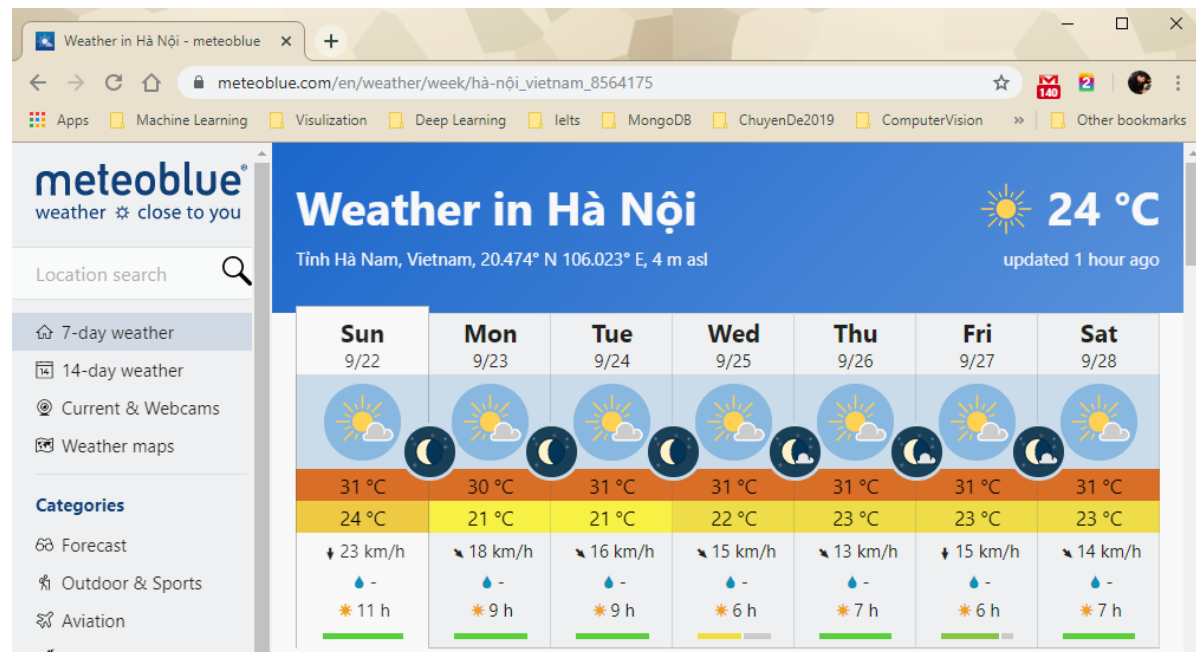 Weather in Hà Nội - meteoblue
meteoblue.com/en/weather/week/hà-nội_vietnam_8564175
140
2
Apps Machine Learning Visulization Deep Learning Ielts MongoDB ChuyenDe2019 ComputerVision » Other bookmarks
meteoblue®
weather close to you
Location search
7-day weather
14
14-day weather
Current & Webcams
Weather maps
Categories
Forecast
Outdoor & Sports
Aviation
Weather in Hà Nội
24 °C
Tỉnh Hà Nam, Vietnam, 20.474° N 106.023° E, 4 m asl
updated 1 hour ago
Sun Mon Tue Wed Thu Fri Sat
9/22 9/23 9/24 9/25 9/26 9/27 9/28
31 °C 30 °C 31 °C 31 °C 31 °C 31 °C 31 °C
24 °C 21 °C 21 °C 22 °C 23 °C 23 °C 23 °C
23 km/h 18 km/h 16 km/h 15 km/h 13 km/h 15 km/h 14 km/h
- - - - - - -
11 h 9 h 9 h 6 h 7 h 6 h 7 h